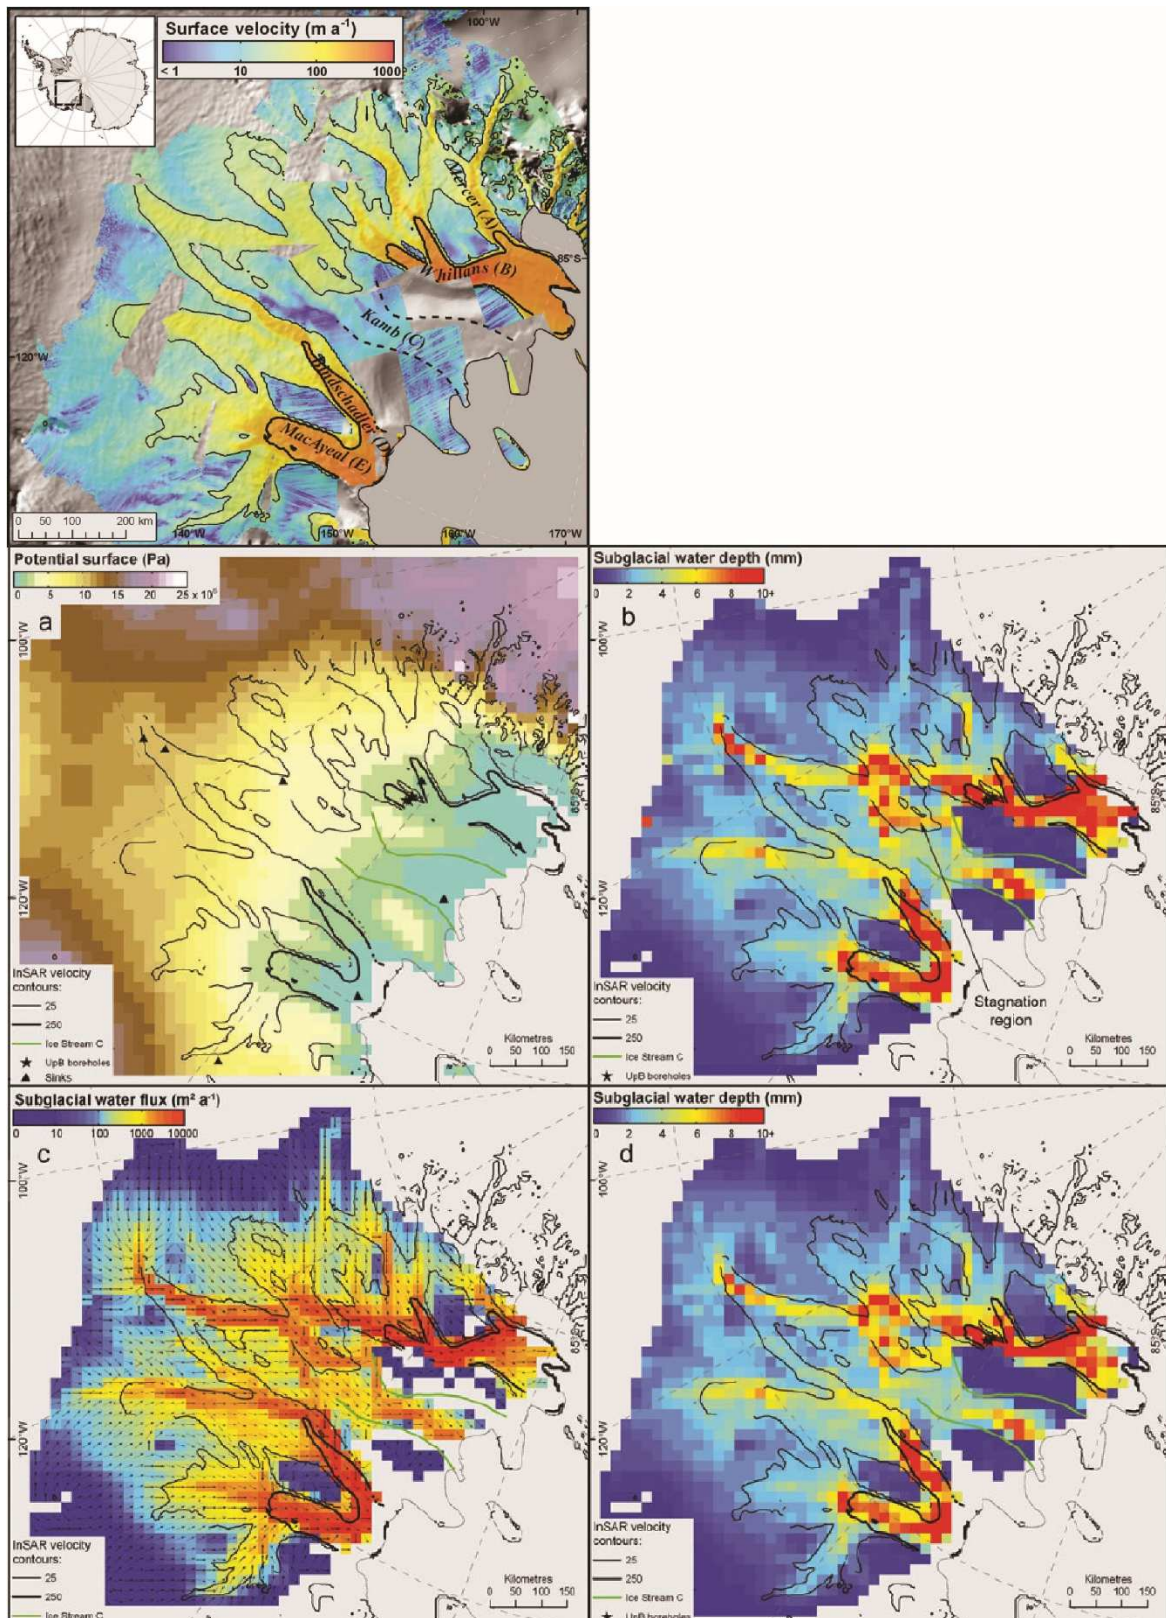 Surface velocity (m a⁻¹)
< 1 10 100 1000+
100°W
Mercer (A)
85°S
Whillans (B)
Kamb (C)
120°W
Bindschadler (D)
MacAyeal (E)
0 50 100 200 km
140°W 150°W 160°W 170°W
Potential surface (Pa)
0 5 10 15 20 25 x 10⁶
a
100°W
85°S
120°W
InSAR velocity
contours:
25
250
Ice Stream C
UpB boreholes
Sinks
Kilometres
0 50 100 150
Subglacial water depth (mm)
0 2 4 6 8 10+
b
100°W
85°S
120°W
Stagnation
region
InSAR velocity
contours:
25
250
Ice Stream C
UpB boreholes
Kilometres
0 50 100 150
Subglacial water flux (m² a⁻¹)
0 10 100 1000 10000
c
100°W
85°S
120°W
InSAR velocity
contours:
25
250
Ice Stream C
Kilometres
0 50 100 150
Subglacial water depth (mm)
0 2 4 6 8 10+
d
100°W
85°S
120°W
InSAR velocity
contours:
25
250
Ice Stream C
UpB boreholes
Kilometres
0 50 100 150